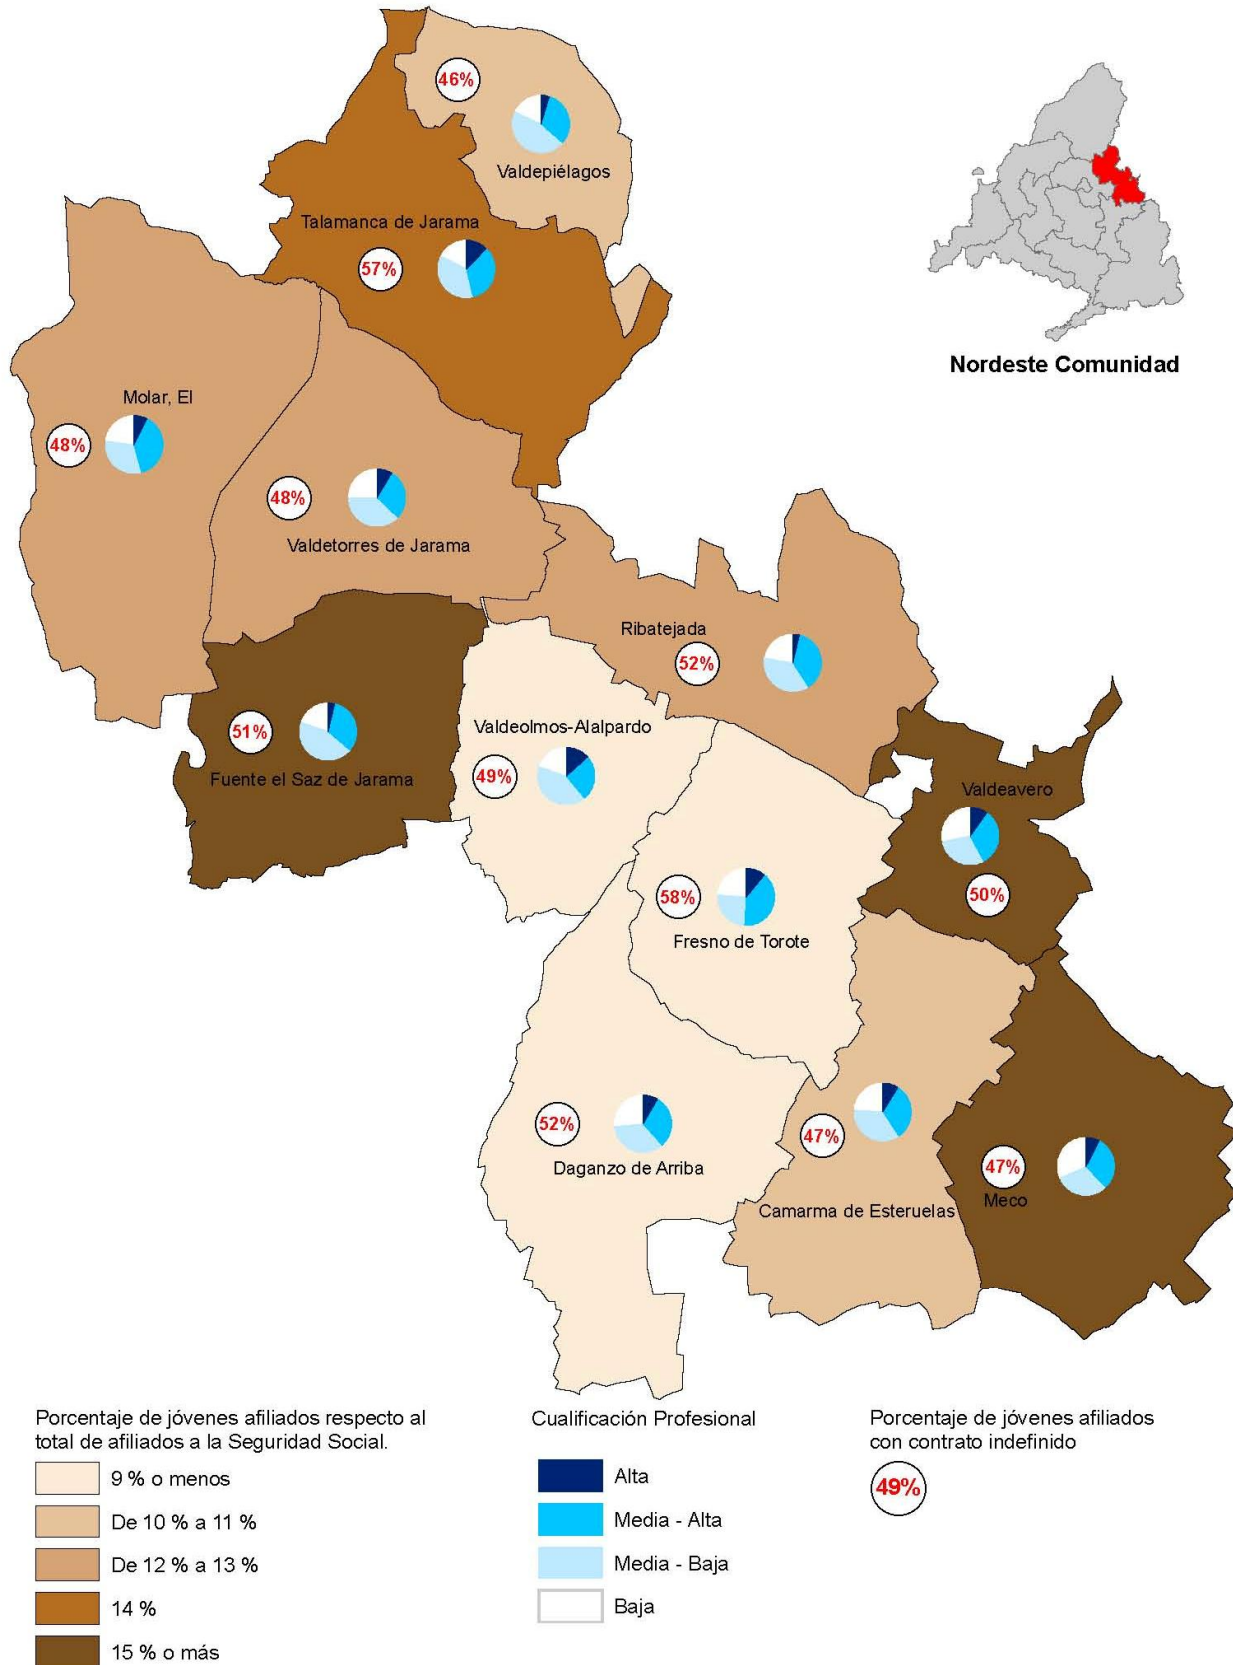 46%
Valdepiélagos
Talamanca de Jarama
57%
Nordeste Comunidad
Molar, El
48%
48%
Valdetorres de Jarama
Ribatejada
52%
Valdeolmos-Alalpardo
51%
49%
Fuente el Saz de Jarama
Valdeavero
50%
58%
Fresno de Torote
52%
47%
Daganzo de Arriba
47%
Meco
Camarma de Esteruelas
Porcentaje de jóvenes afiliados respecto al
total de afiliados a la Seguridad Social.
9 % o menos
De 10 % a 11 %
De 12 % a 13 %
14 %
15 % o más
Cualificación Profesional
Alta
Media - Alta
Media - Baja
Baja
Porcentaje de jóvenes afiliados
con contrato indefinido
49%